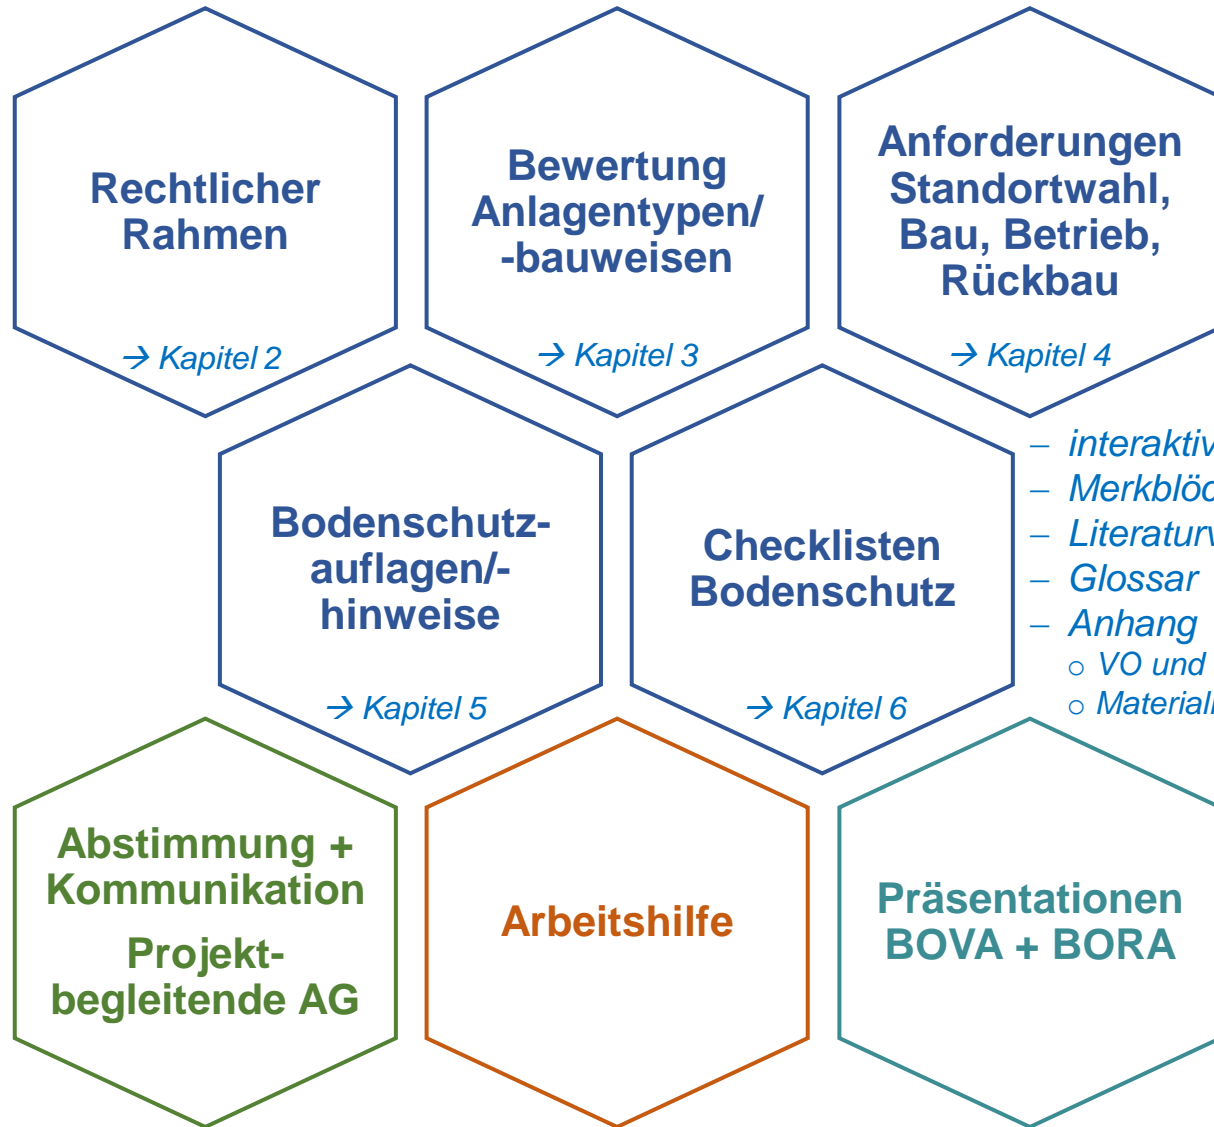 Rechtlicher
Rahmen
→ Kapitel 2
Bewertung
Anlagentypen/
-bauweisen
→ Kapitel 3
Anforderungen
Standortwahl,
Bau, Betrieb,
Rückbau
→ Kapitel 4
Bodenschutz-
auflagen/-
hinweise
→ Kapitel 5
Checklisten
Bodenschutz
→ Kapitel 6
– interaktiv
–
–
– Glossar
– Anhang
○ VO und
○
Abstimmung +
Kommunikation
Projekt-
begleitende AG
Arbeitshilfe
Präsentationen
BOVA + BORA